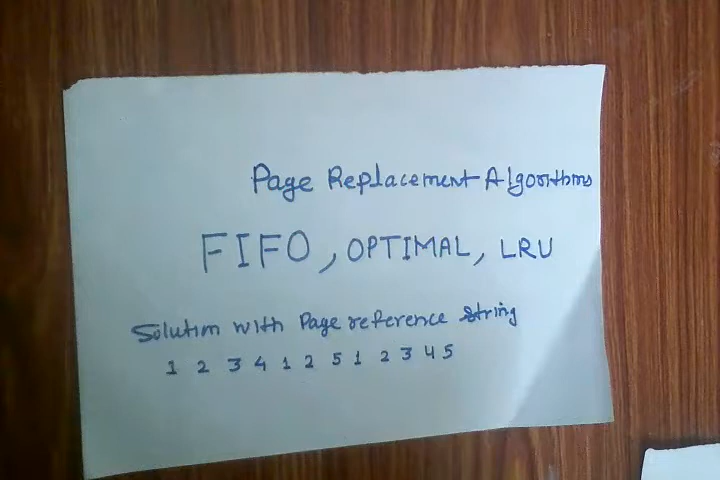 Page Replacement Algorithms
FIFO, OPTIMAL, LRU
Solution with Page reference string
1 2 3 4 1 2 5 1 2 3 4 5